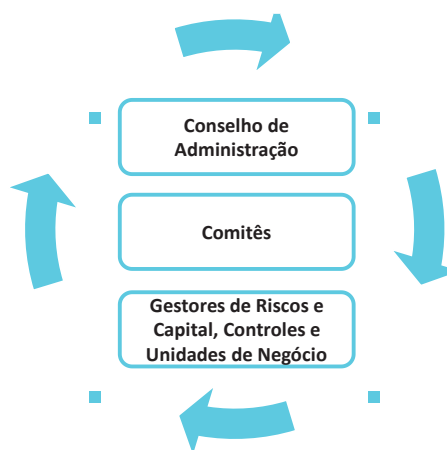 Conselho de
Administração
Comitês
Gestores de Riscos e
Capital, Controles e
Unidades de Negócio